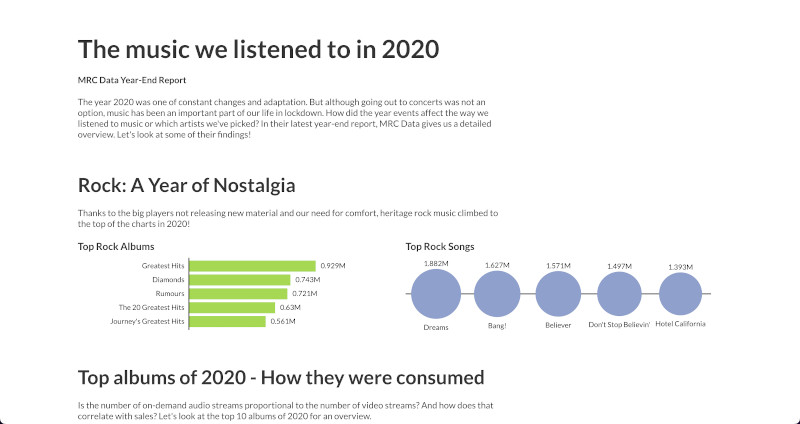 The music we listened to in 2020
MRC Data Year-End Report
The year 2020 was one of constant changes and adaptation. But although going out to concerts was not an
option, music has been an important part of our life in lockdown. How did the year events affect the way we
listened to music or which artists we've picked? In their latest year-end report, MRC Data gives us a detailed
overview. Let's look at some of their findings!
Rock: A Year of Nostalgia
Thanks to the big players not releasing new material and our need for comfort, heritage rock music climbed to
the top of the charts in 2020!
Top Rock Albums
Greatest Hits 0.929M
Diamonds 0.743M
Rumours 0.721M
The 20 Greatest Hits 0.63M
Journey's Greatest Hits 0.561M
Top Rock Songs
1.882M 1.627M 1.571M 1.497M 1.393M
Dreams Bang! Believer Don't Stop Believin' Hotel California
Top albums of 2020 - How they were consumed
Is the number of on-demand audio streams proportional to the number of video streams? And how does that
correlate with sales? Let's look at the top 10 albums of 2020 for an overview.